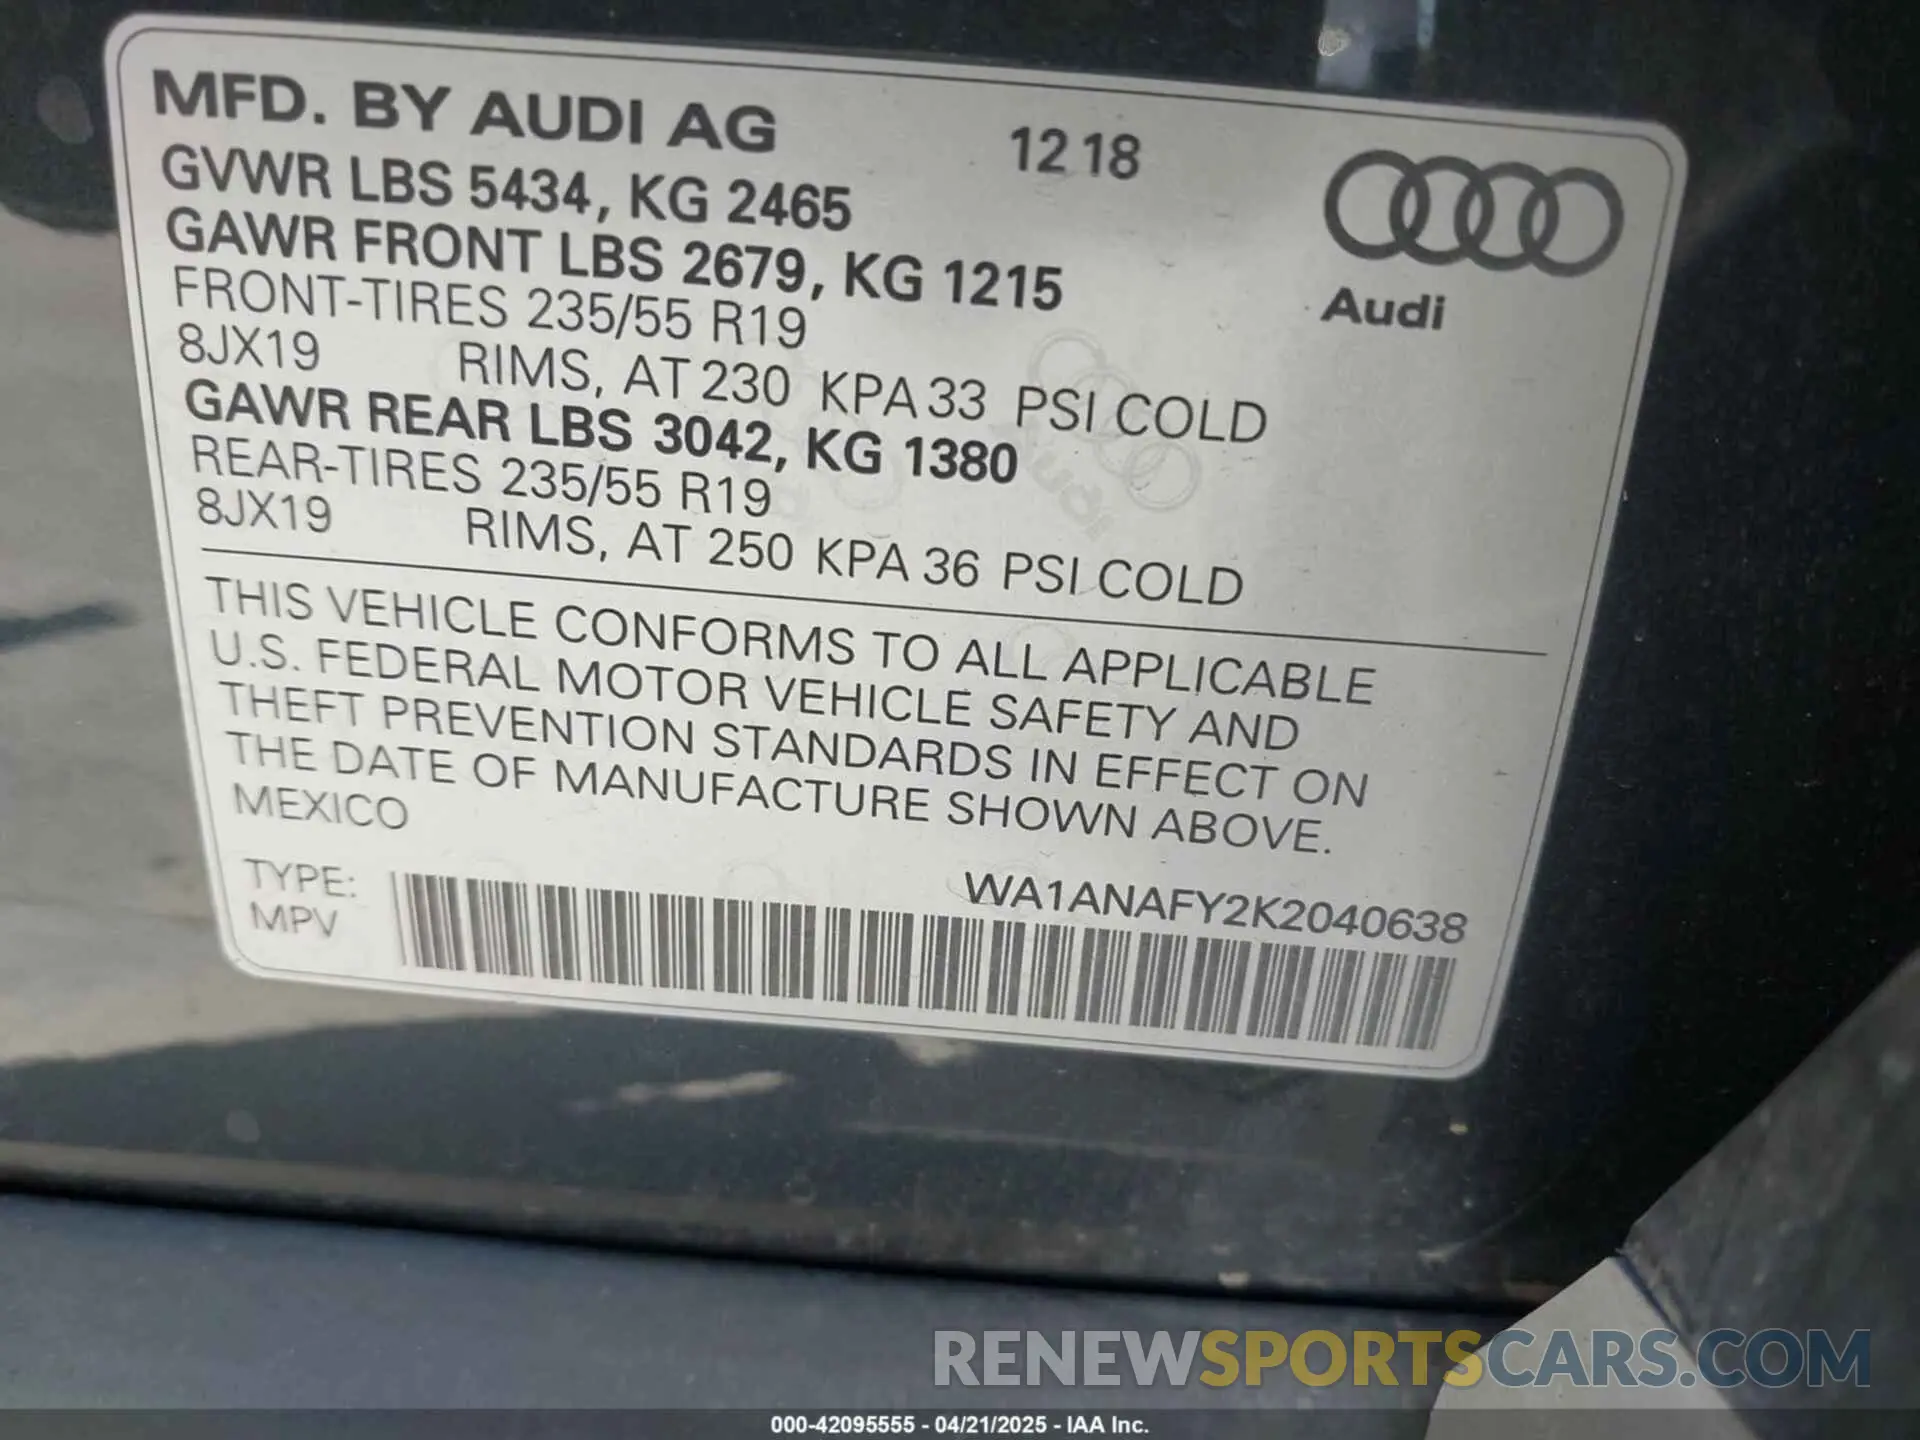 MFD. BY AUDI AG 12 18
GVWR LBS 5434, KG 2465
GAWR FRONT LBS 2679, KG 1215
Audi
FRONT-TIRES 235/55 R19
8JX19 RIMS, AT 230 KPA 33 PSI COLD
GAWR REAR LBS 3042, KG 1380
REAR-TIRES 235/55 R19
8JX19 RIMS, AT 250 KPA 36 PSI COLD
THIS VEHICLE CONFORMS TO ALL APPLICABLE
U.S. FEDERAL MOTOR VEHICLE SAFETY AND
THEFT PREVENTION STANDARDS IN EFFECT ON
THE DATE OF MANUFACTURE SHOWN ABOVE.
MEXICO
TYPE: WA1ANAFY2K2040638
MPV
RENEWSPORTSCARS.COM
000-42095555 - 04/21/2025 - IAA Inc.